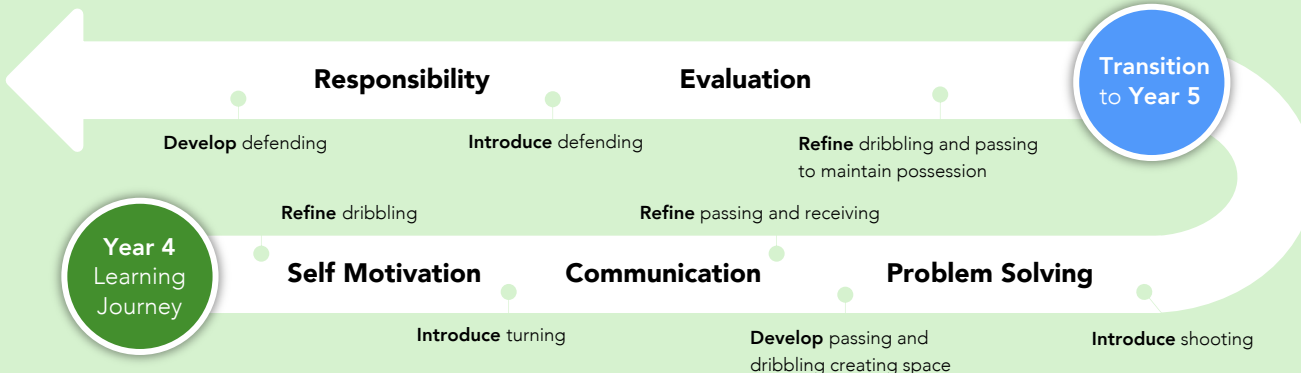 Responsibility
Evaluation
Transition
to Year 5
Develop defending
Introduce defending
Refine dribbling and passing
to maintain possession
Refine dribbling
Refine passing and receiving
Year 4
Learning
Journey
Self Motivation
Communication
Problem Solving
Introduce turning
Develop passing and
dribbling creating space
Introduce shooting